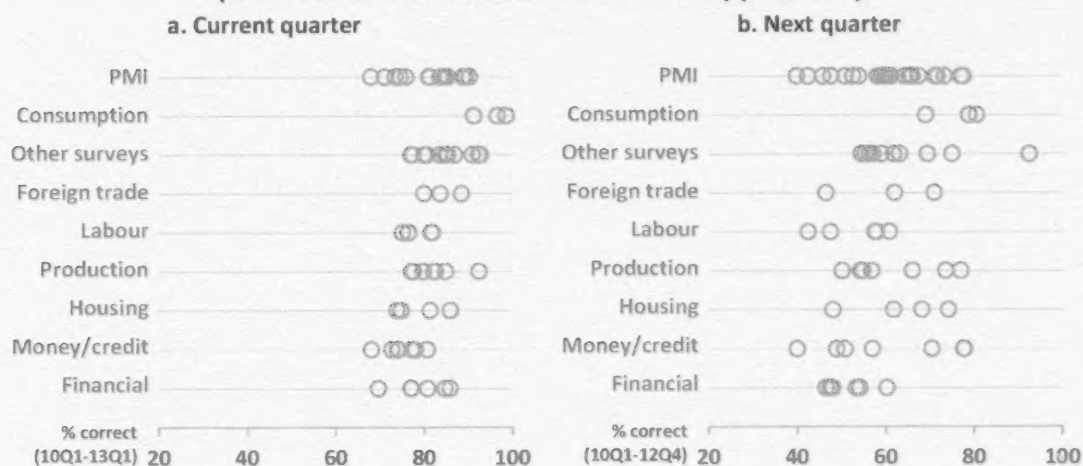 a. Current quarter
PMI
Consumption
Other surveys
Foreign trade
Labour
Production
Housing
Money/credit
Financial
% correct
(10Q1-13Q1) 20 40 60 80 100
b. Next quarter
PMI
Consumption
Other surveys
Foreign trade
Labour
Production
Housing
Money/credit
Financial
% correct
(10Q1-12Q4) 20 40 60 80 100